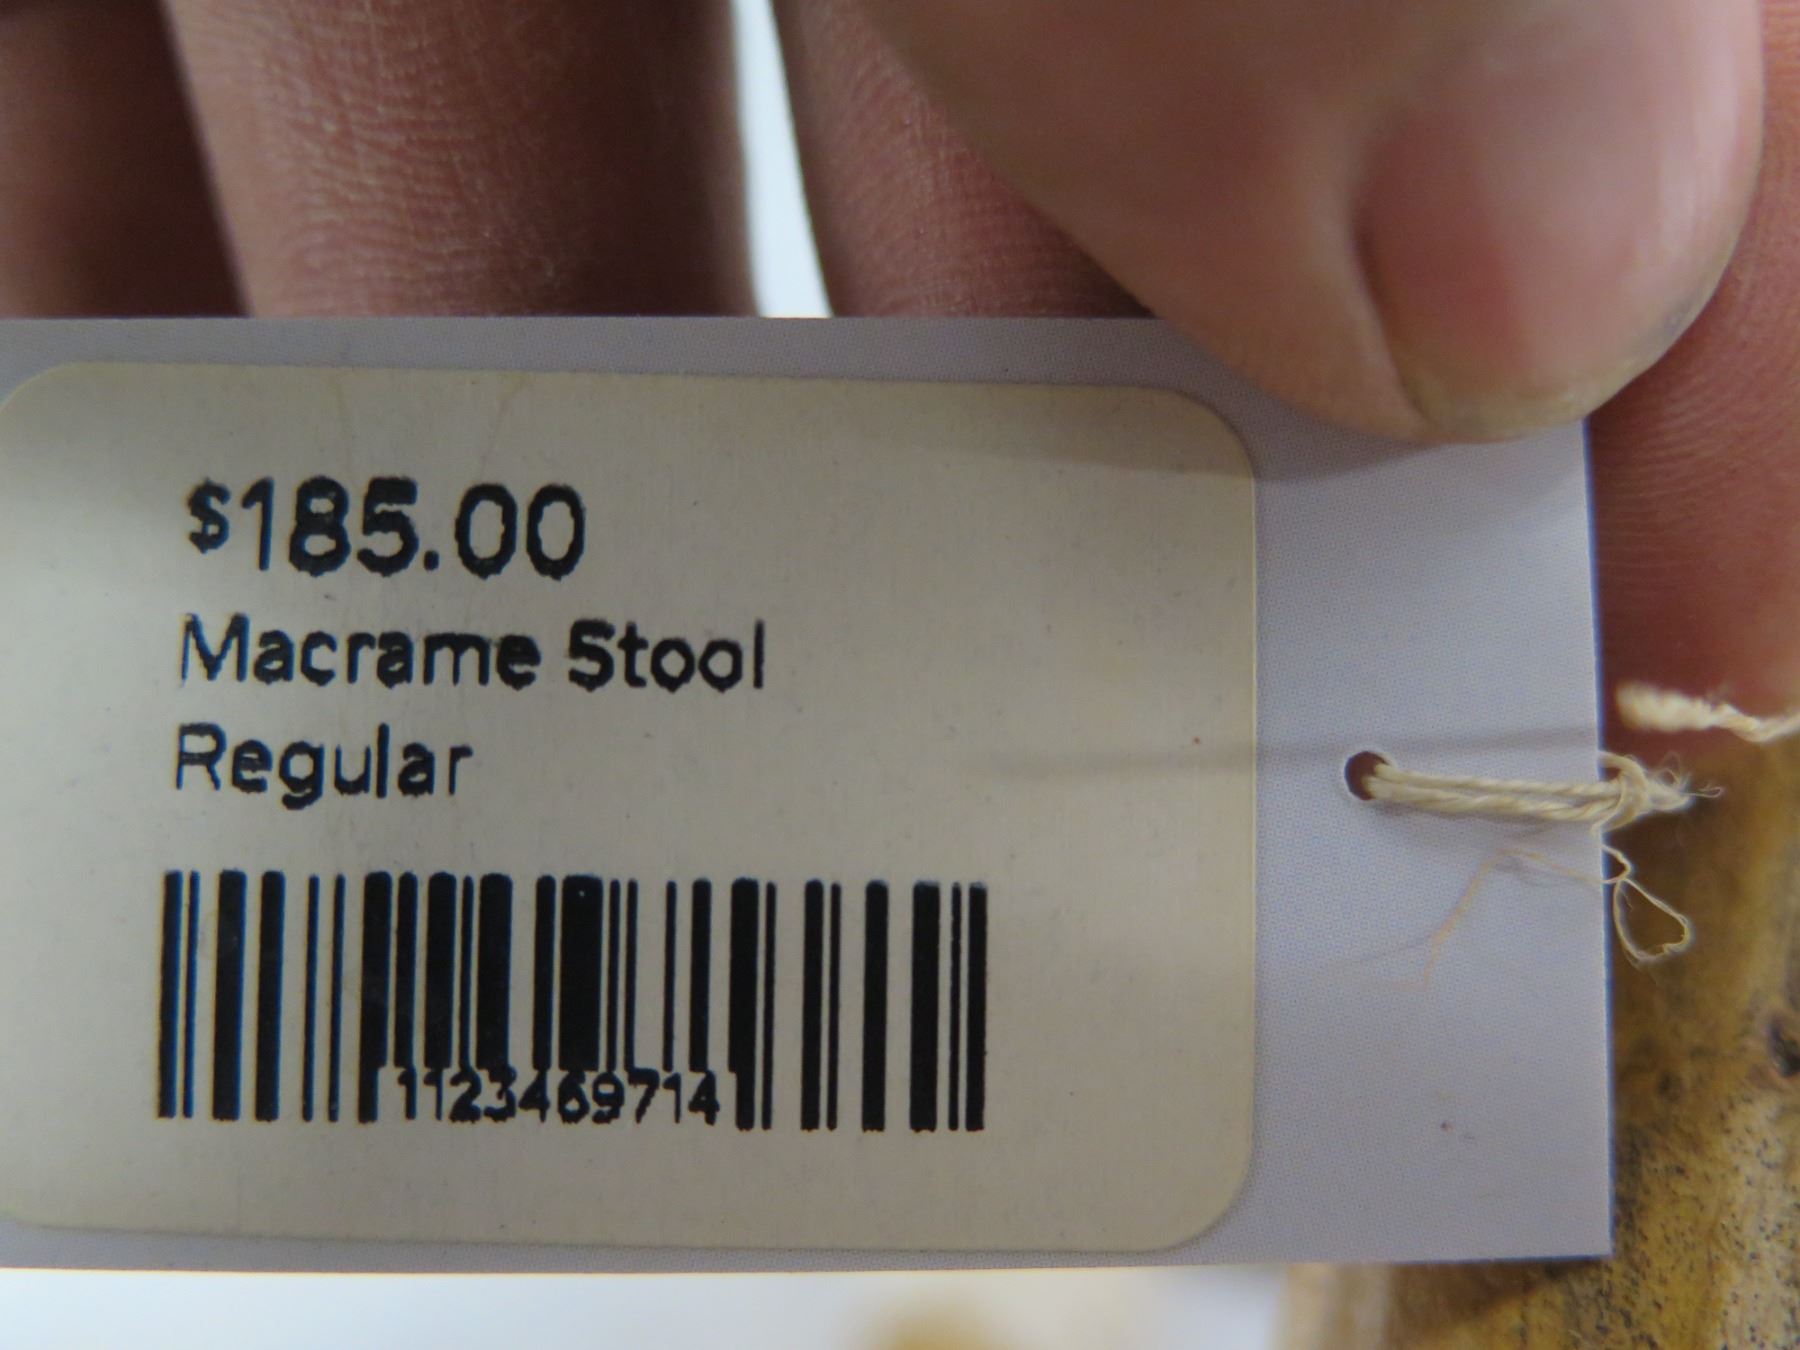 $185.00
Macrame Stool
Regular
1123469714